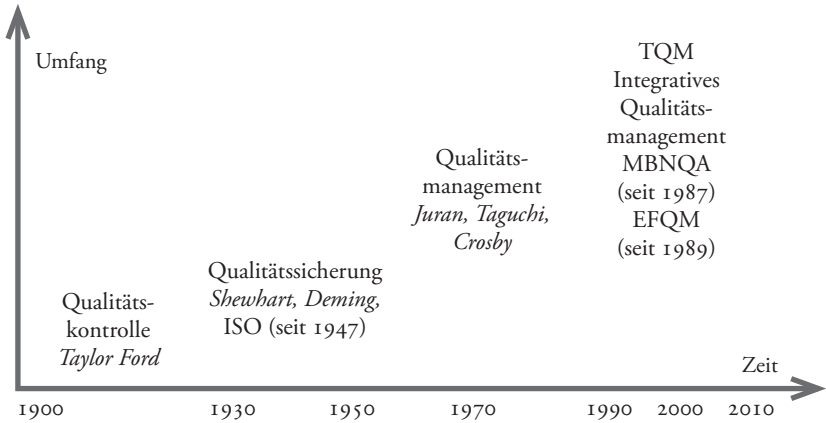 Umfang
TQM
Integratives
Qualitäts-
management
MBNQA
(seit 1987)
EFQM
(seit 1989)
Qualitäts-
management
Juran, Taguchi,
Crosby
Qualitätssicherung
Shewhart, Deming,
ISO (seit 1947)
Qualitäts-
kontrolle
Taylor Ford
Zeit
1900 1930 1950 1970 1990 2000 2010